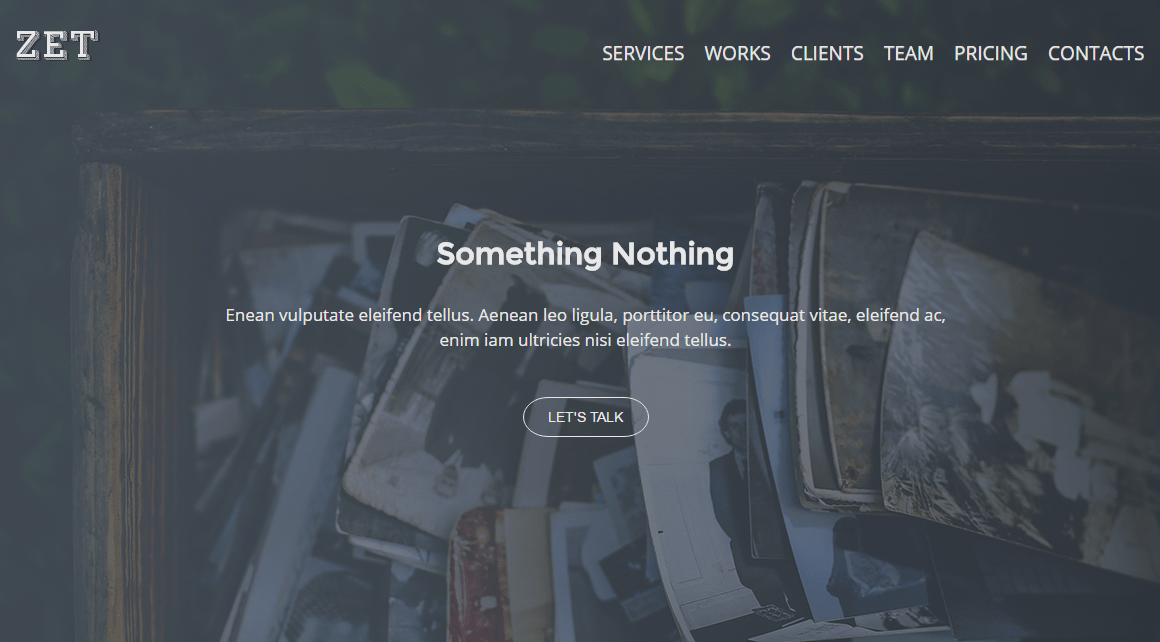 ZET
SERVICES WORKS CLIENTS TEAM PRICING CONTACTS
Something Nothing
Enean vulputate eleifend tellus. Aenean leo ligula, porttitor eu, consequat vitae, eleifend ac,
enim iam ultricies nisi eleifend tellus.
LET'S TALK